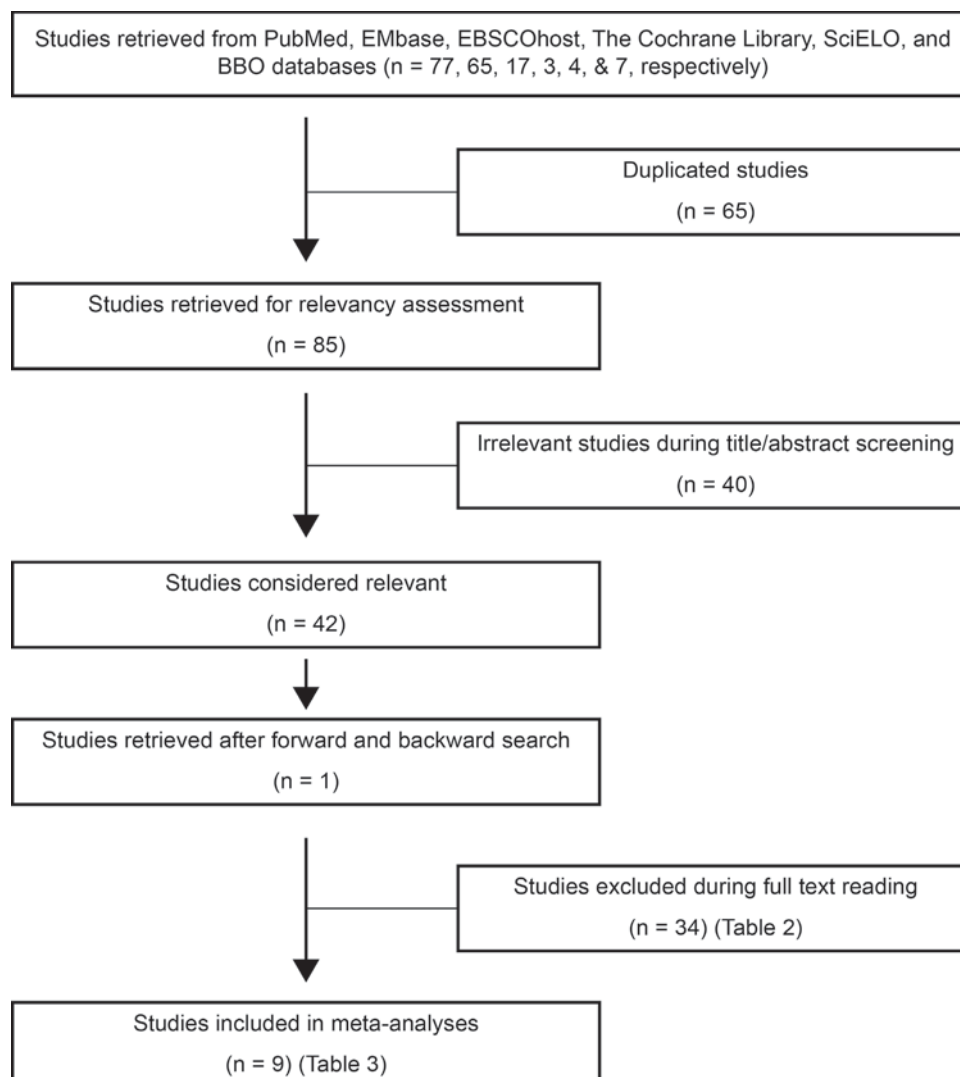 Studies retrieved from PubMed, EMbase, EBSCOhost, The Cochrane Library, SciELO, and
BBO databases (n = 77, 65, 17, 3, 4, & 7, respectively)
Duplicated studies
(n = 65)
Studies retrieved for relevancy assessment
(n = 85)
Irrelevant studies during title/abstract screening
(n = 40)
Studies considered relevant
(n = 42)
Studies retrieved after forward and backward search
(n = 1)
Studies excluded during full text reading
(n = 34) (Table 2)
Studies included in meta-analyses
(n = 9) (Table 3)